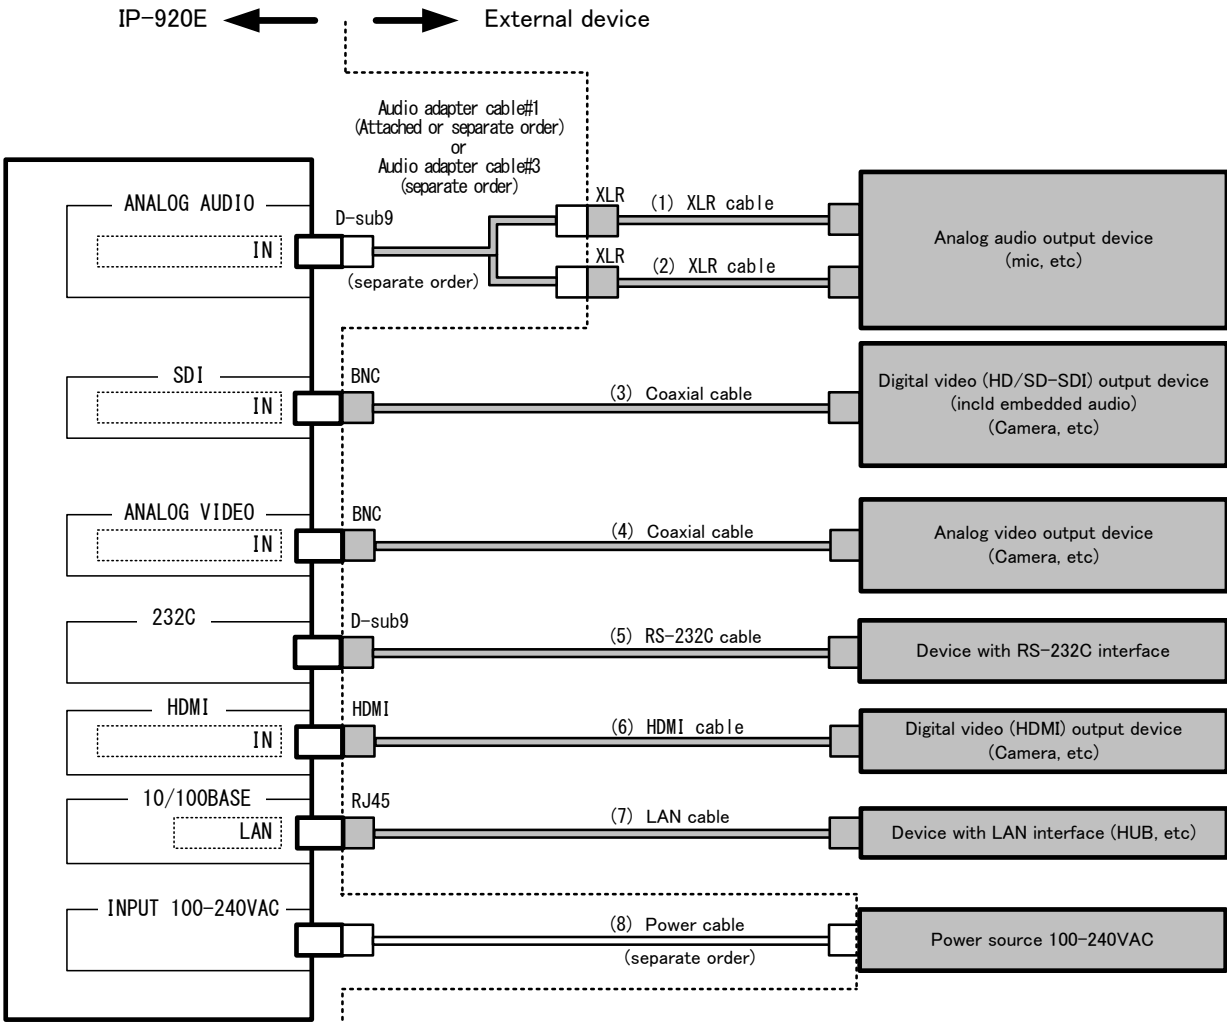 IP-920E
External device
Audio adapter cable#1
(Attached or separate order)
or
Audio adapter cable#3
(separate order)
ANALOG AUDIO
IN
D-sub9
(separate order)
XLR
(1) XLR cable
XLR
(2) XLR cable
Analog audio output device
(mic, etc)
SDI
IN
BNC
(3) Coaxial cable
Digital video (HD/SD-SDI) output device
(incld embedded audio)
(Camera, etc)
ANALOG VIDEO
IN
BNC
(4) Coaxial cable
Analog video output device
(Camera, etc)
232C
D-sub9
(5) RS-232C cable
Device with RS-232C interface
HDMI
IN
HDMI
(6) HDMI cable
Digital video (HDMI) output device
(Camera, etc)
10/100BASE
LAN
RJ45
(7) LAN cable
Device with LAN interface (HUB, etc)
INPUT 100-240VAC
(8) Power cable
(separate order)
Power source 100-240VAC